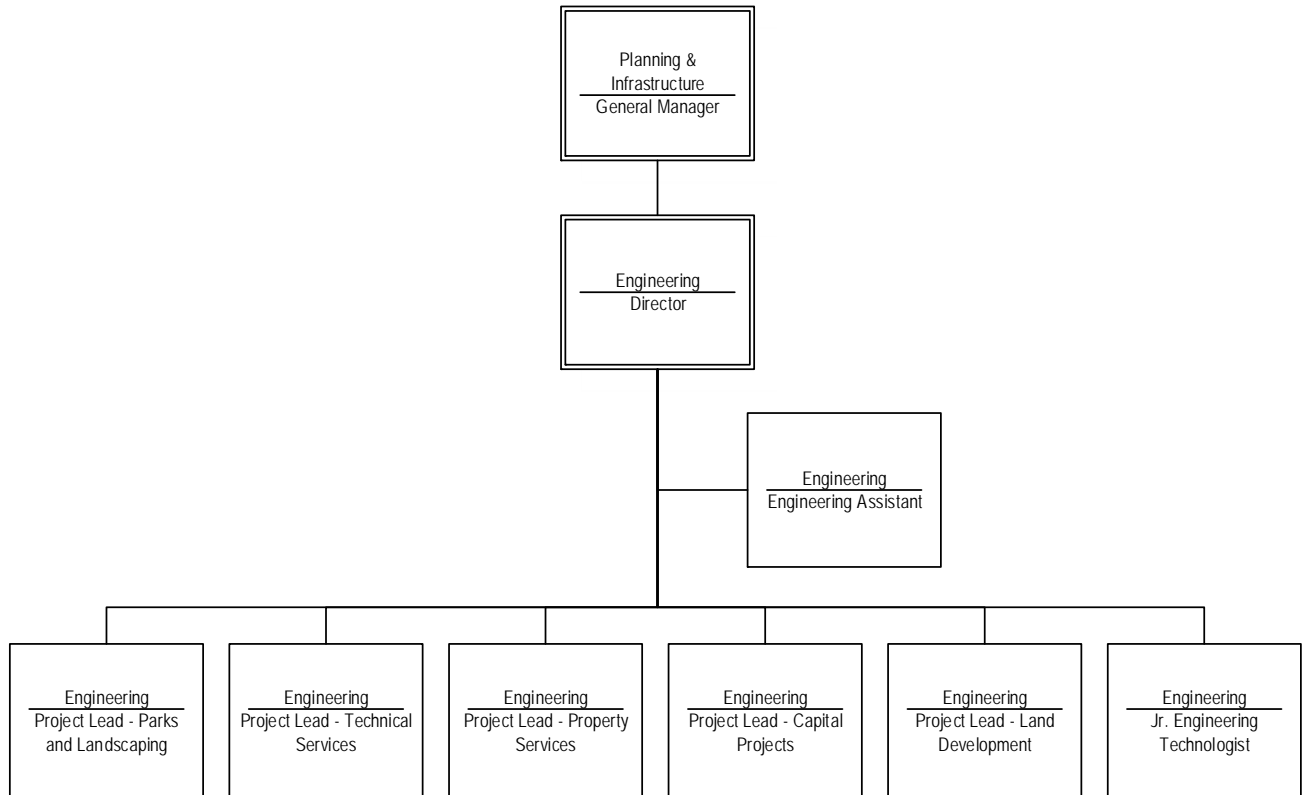 Planning &
Infrastructure
General Manager
Engineering
Director
Engineering
Engineering Assistant
Engineering
Project Lead - Parks
and Landscaping
Engineering
Project Lead - Technical
Services
Engineering
Project Lead - Property
Services
Engineering
Project Lead - Capital
Projects
Engineering
Project Lead - Land
Development
Engineering
Jr. Engineering
Technologist